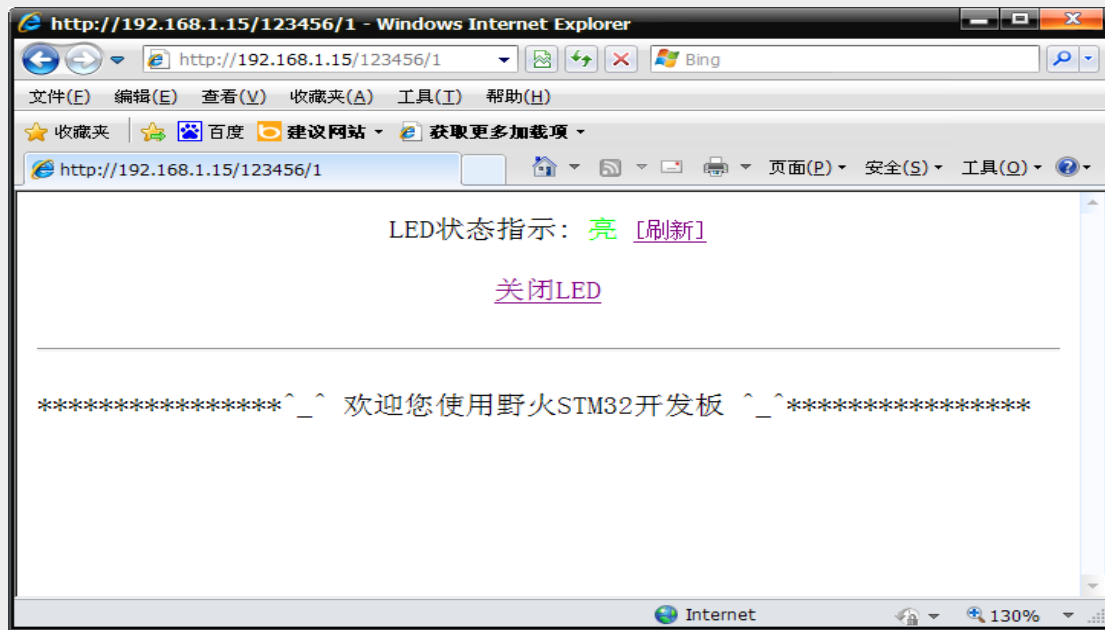 http://192.168.1.15/123456/1 - Windows Internet Explorer
http://192.168.1.15/123456/1 Bing
文件(F) 编辑(E) 查看(V) 收藏夹(A) 工具(T) 帮助(H)
收藏夹 百度 建议网站 获取更多加载项
http://192.168.1.15/123456/1 页面(P) 安全(S) 工具(O)
LED状态指示: 亮 [刷新]
关闭LED
****************^_^ 欢迎您使用野火STM32开发板 ^_^****************
Internet 130%